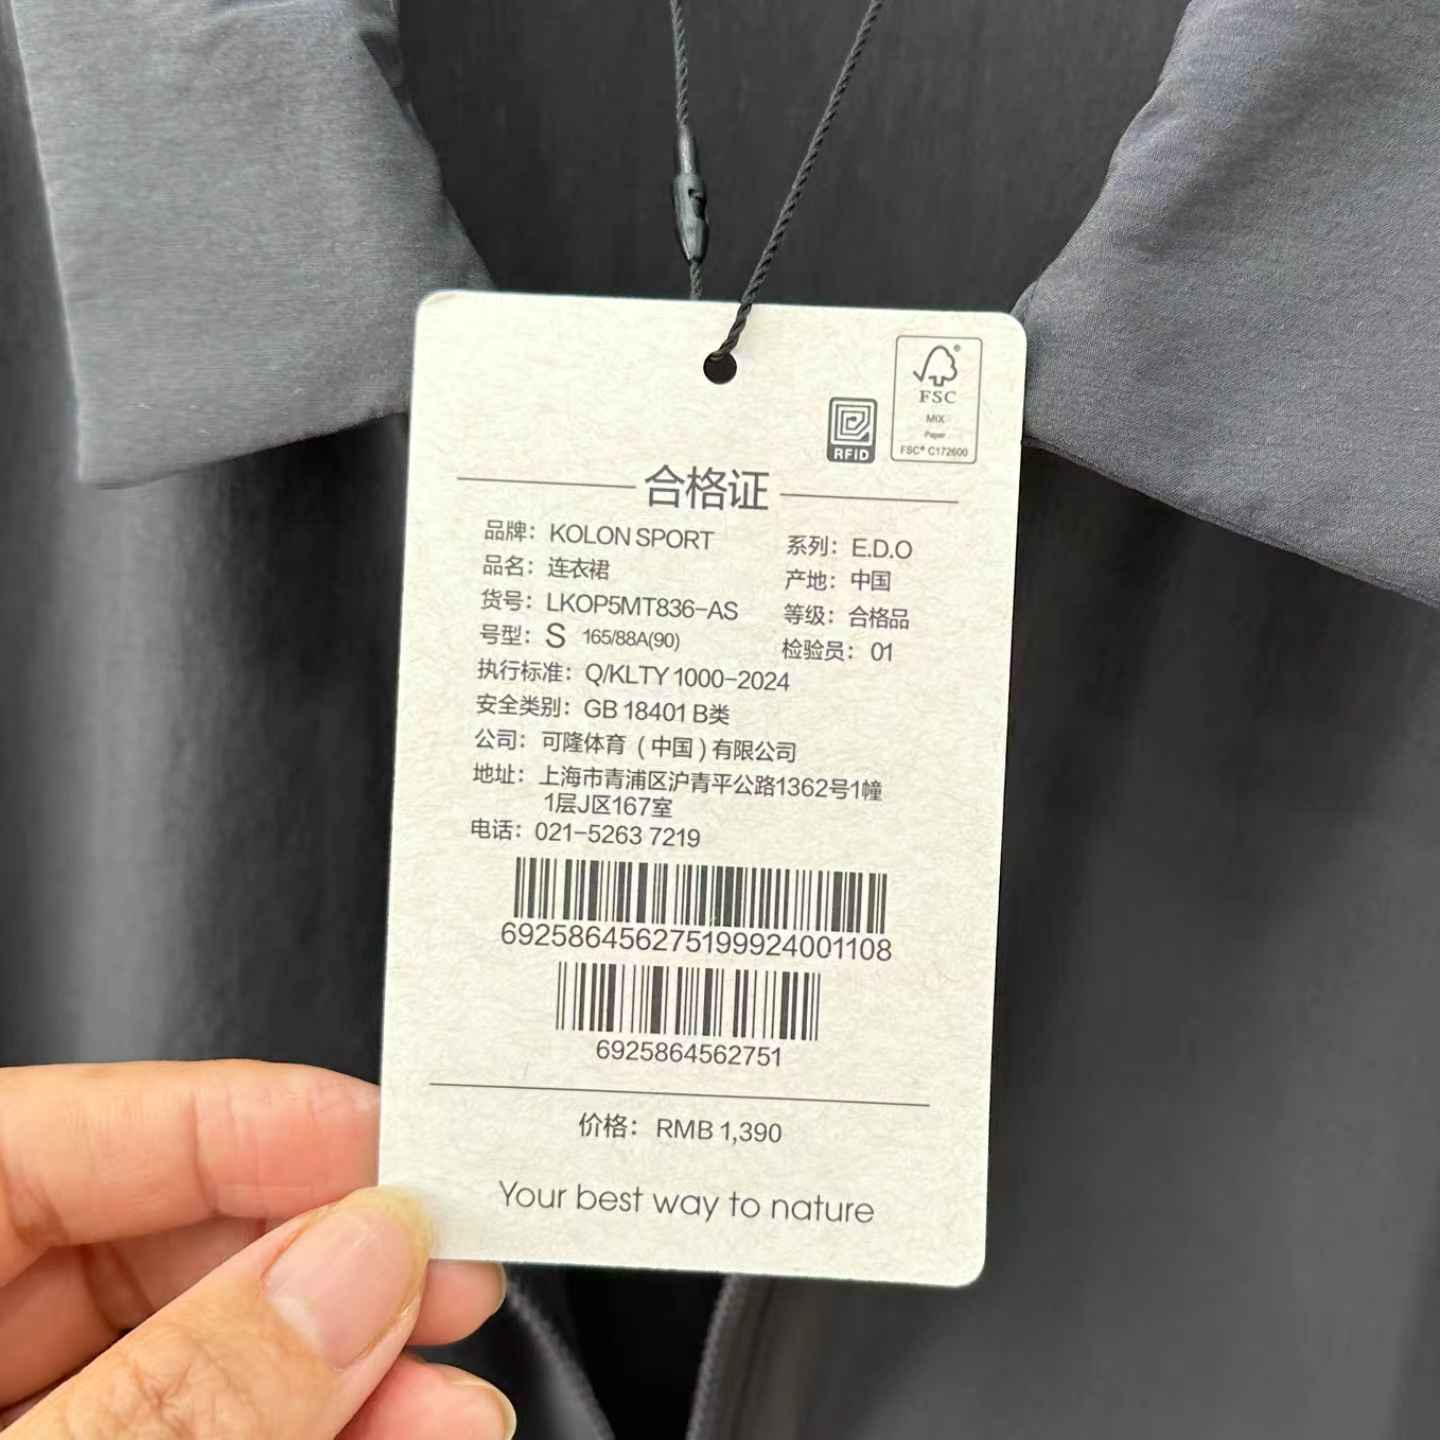 FSC®
MIX
Paper
FSC® C172600
RFiD
合格证
品牌：KOLON SPORT
系列：E.D.O
品名：连衣裙
产地：中国
货号：LKOP5MT836-AS
等级：合格品
号型：S 165/88A(90)
检验员：01
执行标准：Q/KLTY 1000-2024
安全类别：GB 18401 B类
公司：可隆体育（中国）有限公司
地址：上海市青浦区沪青平公路1362号1幢
1层J区167室
电话：021-5263 7219
692586456275199924001108
6925864562751
价格：RMB 1,390
Your best way to nature